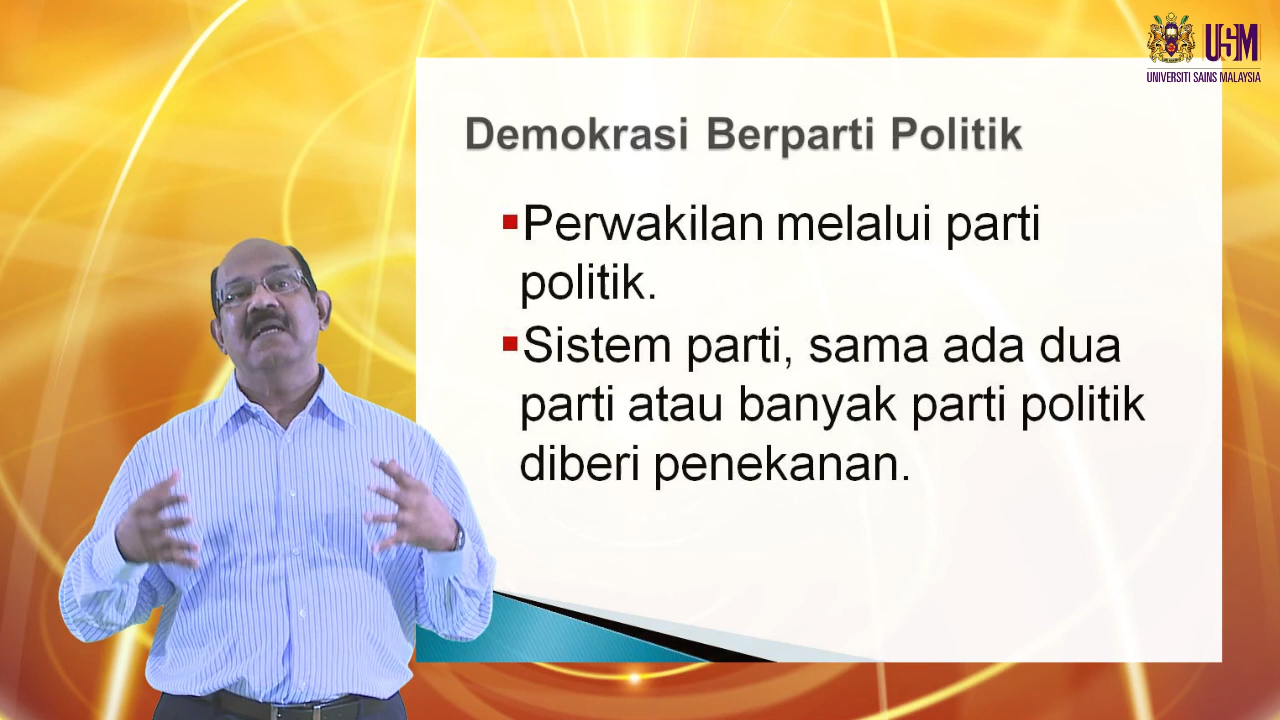 USM
UNIVERSITI SAINS MALAYSIA
Demokrasi Berparti Politik
Perwakilan melalui parti
politik.
Sistem parti, sama ada dua
parti atau banyak parti politik
diberi penekanan.